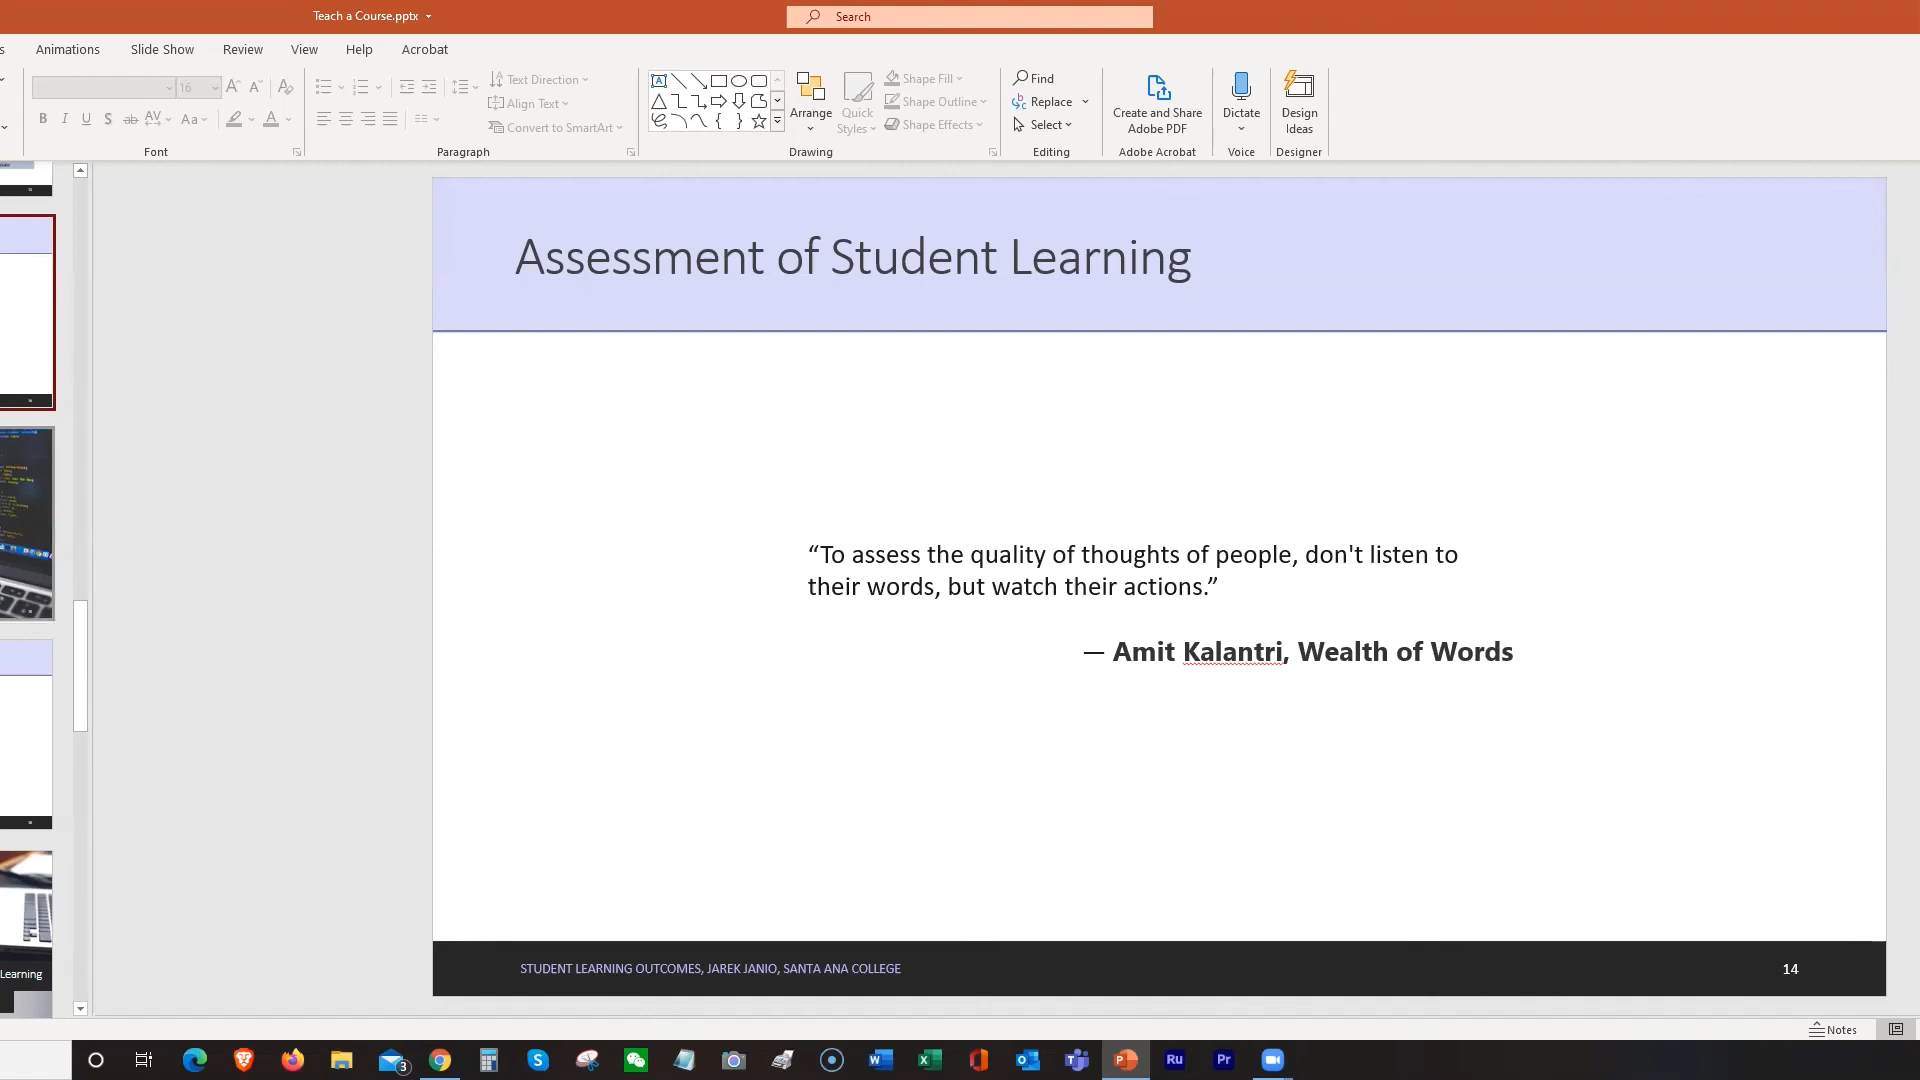 Teach a Course.pptx
Search
s
Animations
Slide Show
Review
View
Help
Acrobat
16
Text Direction
Align Text
Convert to SmartArt
Arrange
Quick
Styles
Shape Fill
Shape Outline
Shape Effects
Find
Replace
Select
Create and Share
Adobe PDF
Dictate
Design
Ideas
Font
Paragraph
Drawing
Editing
Adobe Acrobat
Voice
Designer
Assessment of Student Learning
“To assess the quality of thoughts of people, don't listen to
their words, but watch their actions.”
— Amit Kalantri, Wealth of Words
STUDENT LEARNING OUTCOMES, JAREK JANIO, SANTA ANA COLLEGE
14
Learning
Notes
3
Ru
Pr